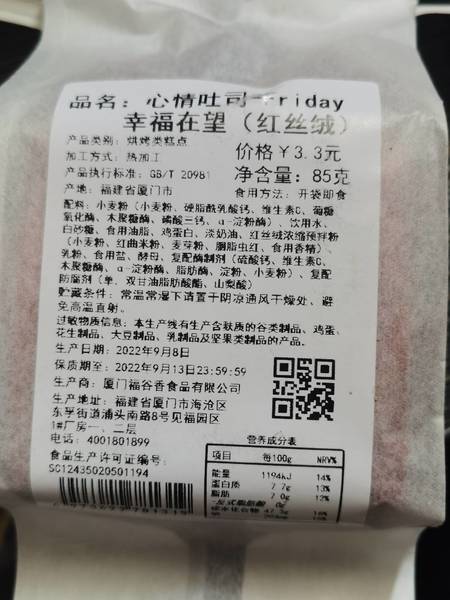 品名：心情吐司-Friday
幸福在望（红丝绒）
产品类别：烘烤类糕点
加工方式：热加工
价格￥3.3元
产品执行标准：GB/T 20981
净含量：85克
产地：福建省厦门市
食用方法：开袋即食
配料：小麦粉（小麦粉、硬脂酰乳酸钙、维生素C、葡糖
氧化酶、木聚糖酶、磷酸三钙、α-淀粉酶）、饮用水、
白砂糖、食用油脂、鸡蛋白、淡奶油、红丝绒浓缩预拌粉
（小麦粉、红曲米粉、麦芽粉、胭脂虫红、食用香精）、
乳粉、食用盐、酵母、复配酶制剂（硫酸钙、维生素C、
木聚糖酶、α-淀粉酶、脂肪酶、淀粉、小麦粉）、复配
防腐剂（单，双甘油脂肪酸酯、山梨酸）
贮藏条件：常温常湿下请置于阴凉通风干燥处、避
免高温直射。
过敏物质信息：本生产线有生产含麸质的谷类制品、鸡蛋、
花生制品、大豆制品、乳制品及坚果类制品的产品。
生产日期：2022年9月8日
保质期至：2022年9月13日23:59:59
生产商：厦门福谷香食品有限公司
生产地址：福建省厦门市海沧区
东孚街道浦头南路8号见福园区
1#厂房一、二层
电话：4001801899
食品生产许可证编号：
SC12435020501194
营养成分表
项目 每100g NRV%
能量 1194kJ 14%
蛋白质 7.7g 13%
脂肪 7.0g 12%
-反式脂肪酸 0g
碳水化合物 47.5g 16%